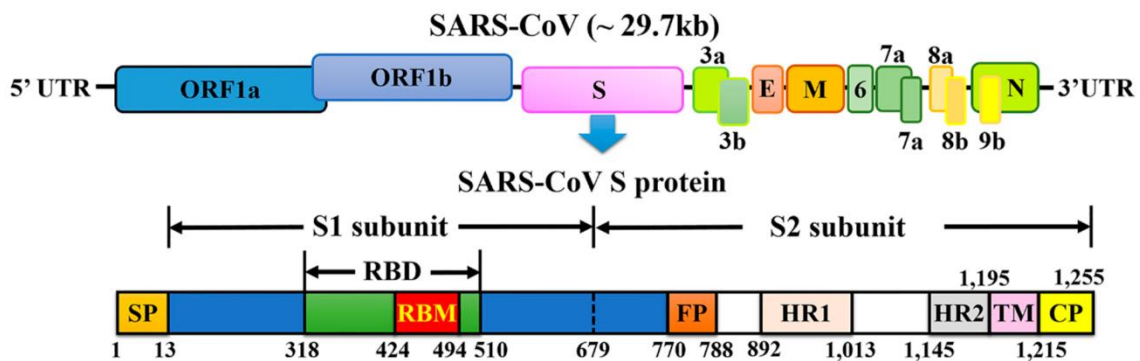 SARS-CoV (~ 29.7kb)
3a 7a 8a
5' UTR ORF1a ORF1b S E M 6 N 3'UTR
3b 7a 8b 9b
SARS-CoV S protein
S1 subunit S2 subunit
RBD
1,195 1,255
SP RBM FP HR1 HR2 TM CP
1 13 318 424 494 510 679 770 788 892 1,013 1,145 1,215